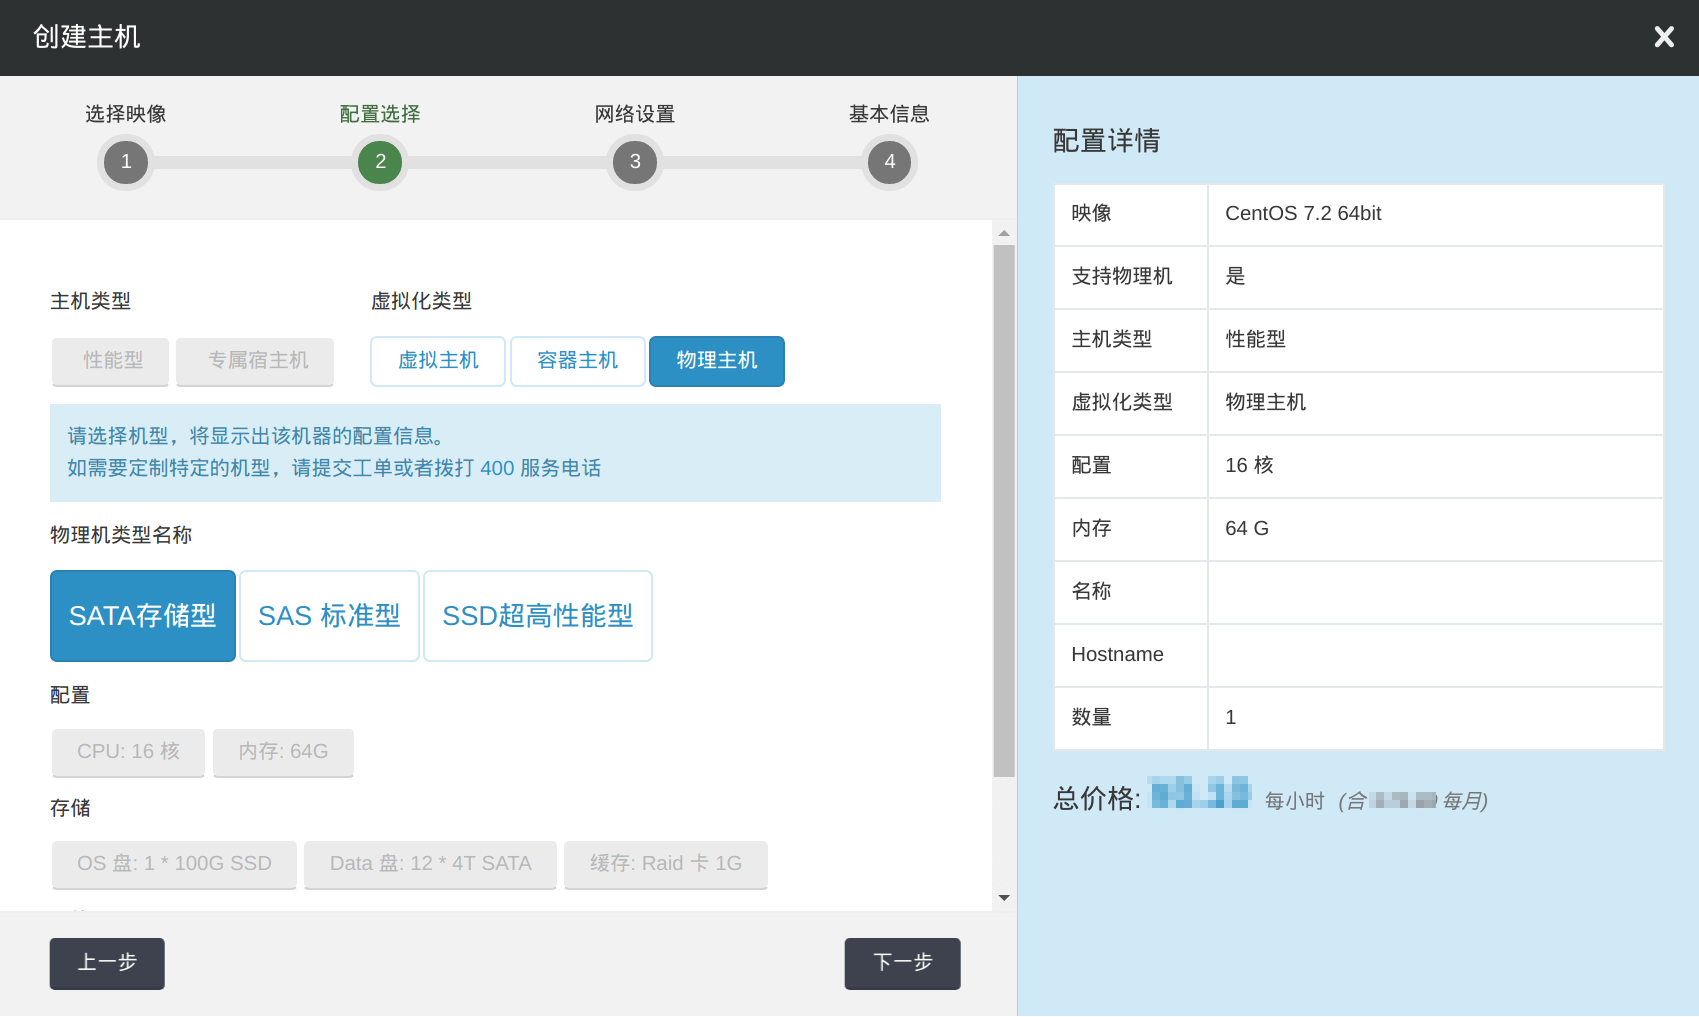 创建主机
选择映像 配置选择 网络设置 基本信息
1 2 3 4
主机类型 虚拟化类型
性能型 专属宿主机 虚拟主机 容器主机 物理主机
请选择机型，将显示出该机器的配置信息。
如需要定制特定的机型，请提交工单或者拨打 400 服务电话
物理机类型名称
SATA存储型 SAS 标准型 SSD超高性能型
配置
CPU: 16 核 内存: 64G
存储
OS 盘: 1 * 100G SSD Data 盘: 12 * 4T SATA 缓存: Raid 卡 1G
上一步 下一步
配置详情
映像 CentOS 7.2 64bit
支持物理机 是
主机类型 性能型
虚拟化类型 物理主机
配置 16 核
内存 64 G
名称
Hostname
数量 1
总价格: 每小时 (合 每月)